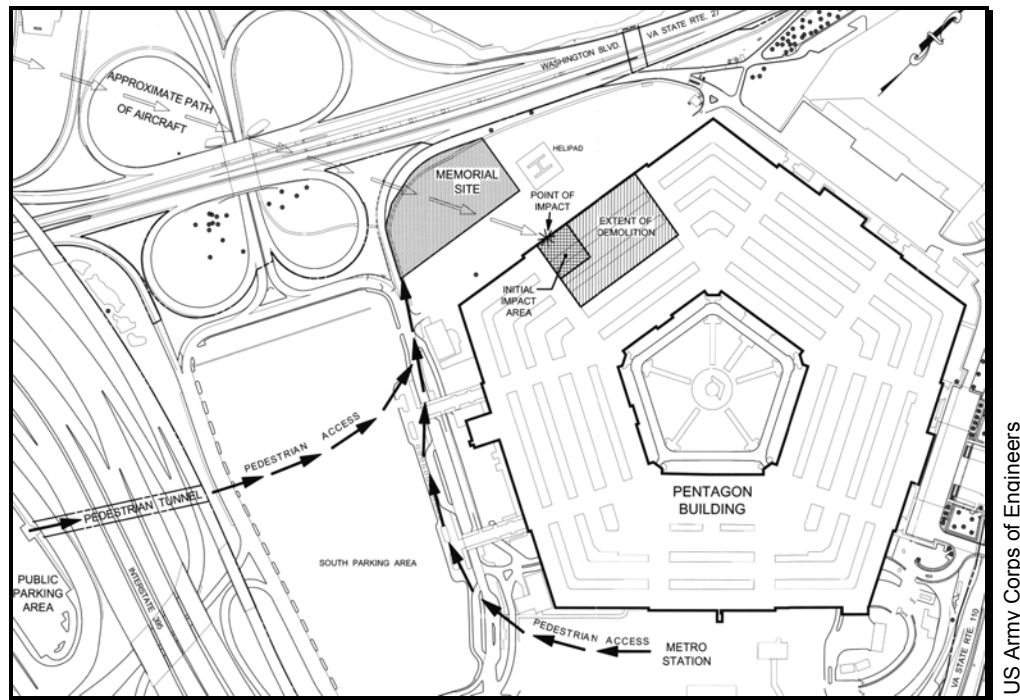 WASHINGTON BLVD.
VA STATE RTE. 27
APPROXIMATE PATH
OF AIRCRAFT
HELIPAD
H
MEMORIAL
SITE
POINT OF
IMPACT
EXTENT OF
DEMOLITION
INITIAL
IMPACT
AREA
PEDESTRIAN ACCESS
PEDESTRIAN TUNNEL
PENTAGON
BUILDING
SOUTH PARKING AREA
PUBLIC
PARKING
AREA
INTERSTATE 395
PEDESTRIAN ACCESS
METRO
STATION
VA STATE RTE. 110
US Army Corps of Engineers